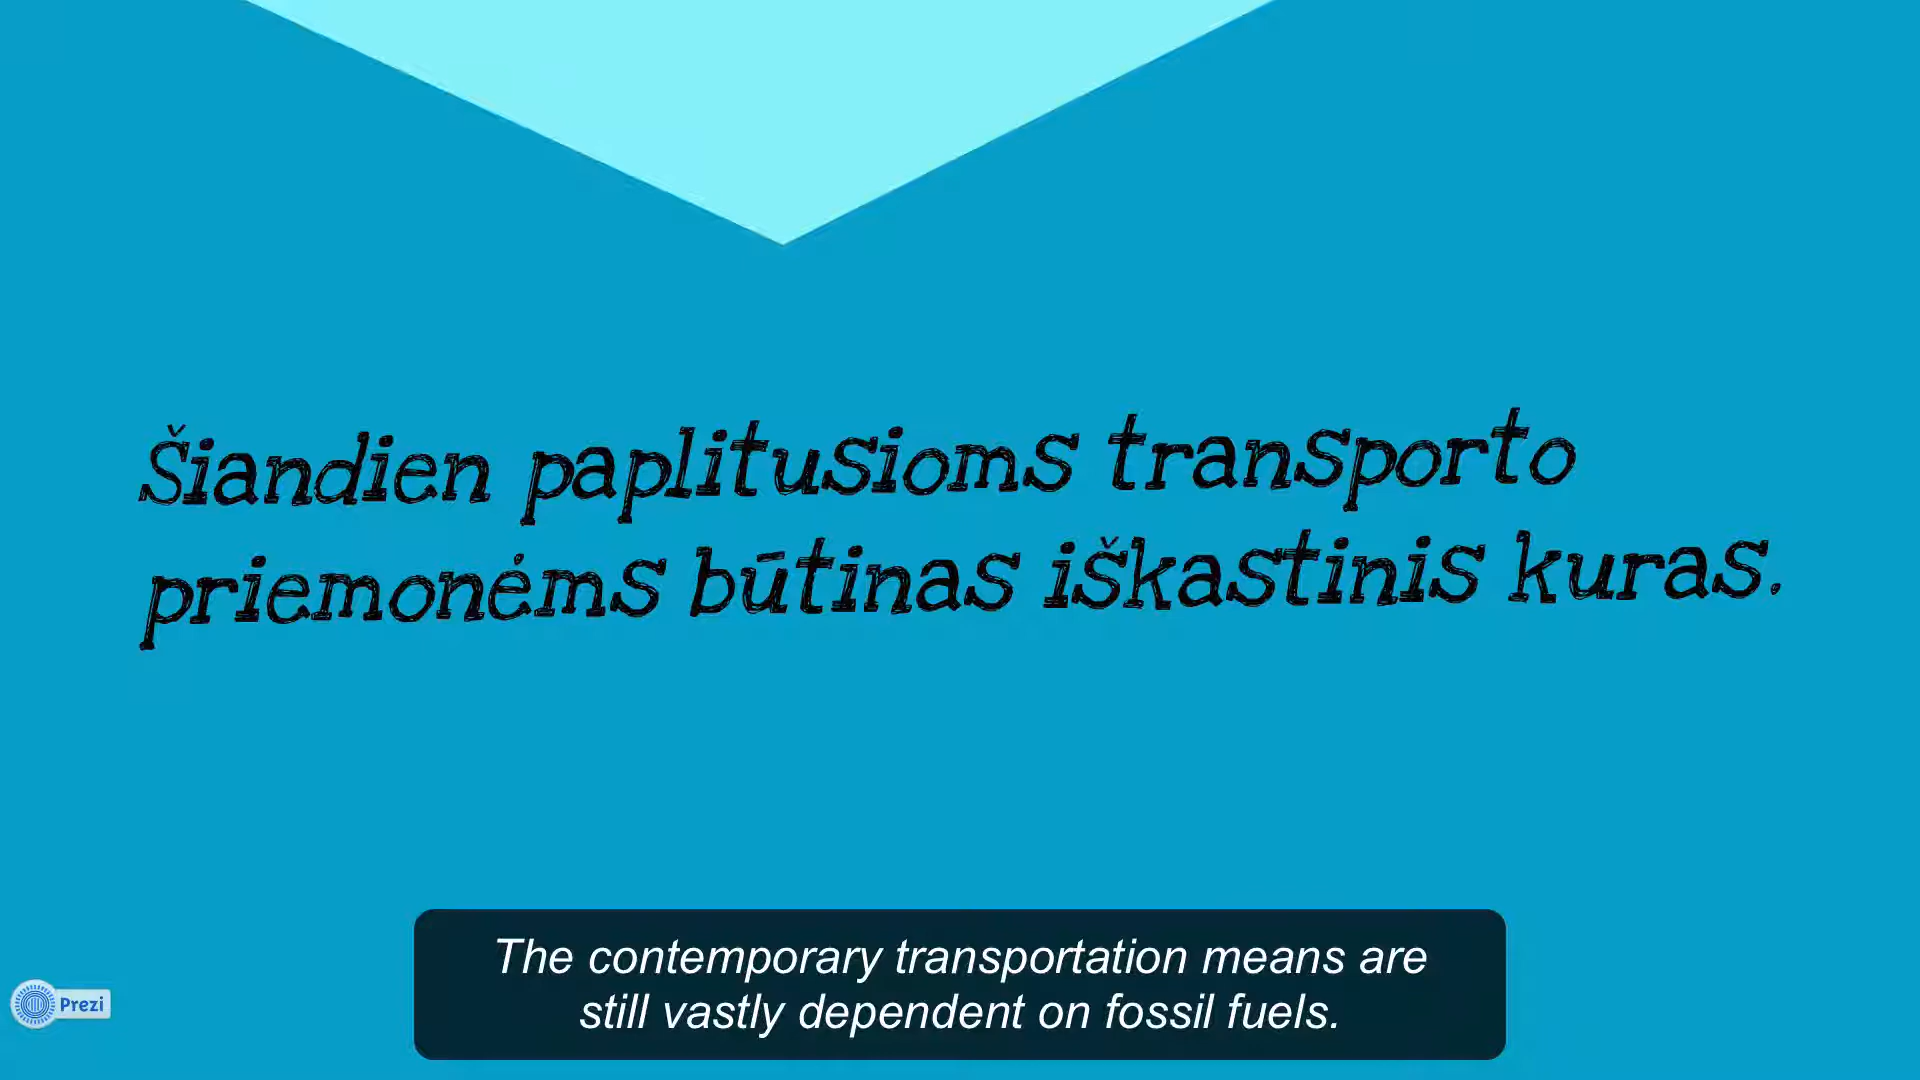 Šiandien paplitusioms transporto
priemonėms būtinas iškastinis kuras.
The contemporary transportation means are
still vastly dependent on fossil fuels.
Prezi